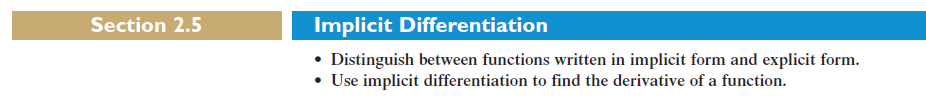 Section 2.5 Implicit Differentiation
• Distinguish between functions written in implicit form and explicit form.
• Use implicit differentiation to find the derivative of a function.